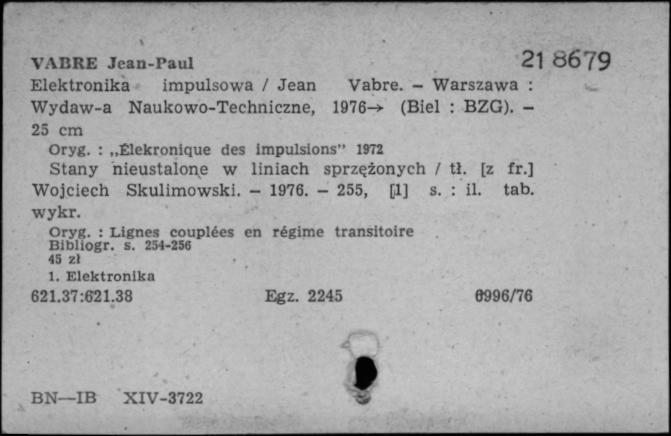 VABRE Jean-Paul 21 8679
Elektronika impulsowa / Jean Vabre. — Warszawa :
Wydaw-a Naukowo-Techniczne, 1976→ (Biel : BZG). —
25 cm
Oryg. : „Élekronique des impulsions” 1972
Stany nieustalone w liniach sprzężonych / tł. [z fr.]
Wojciech Skulimowski. — 1976. — 255, [1] s. : il. tab.
wykr.
Oryg. : Lignes couplées en régime transitoire
Bibliogr. s. 254-256
45 zł
1. Elektronika
621.37:621.38 Egz. 2245 6996/76
BN—IB XIV-3722